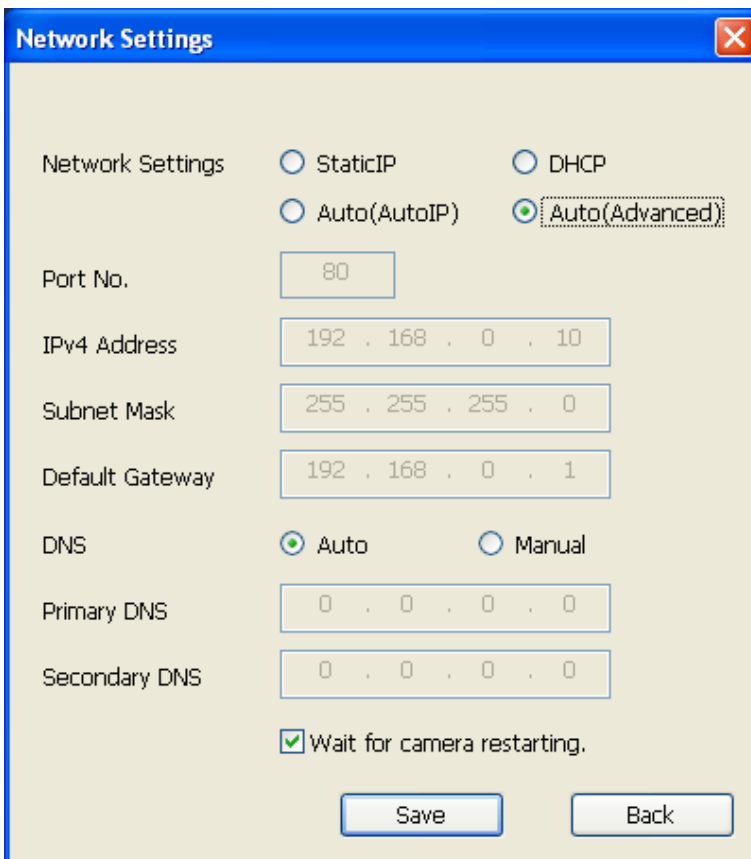 Network Settings
Network Settings StaticIP DHCP
Auto(AutoIP) Auto(Advanced)
Port No. 80
IPv4 Address 192 . 168 . 0 . 10
Subnet Mask 255 . 255 . 255 . 0
Default Gateway 192 . 168 . 0 . 1
DNS Auto Manual
Primary DNS 0 . 0 . 0 . 0
Secondary DNS 0 . 0 . 0 . 0
Wait for camera restarting.
Save Back